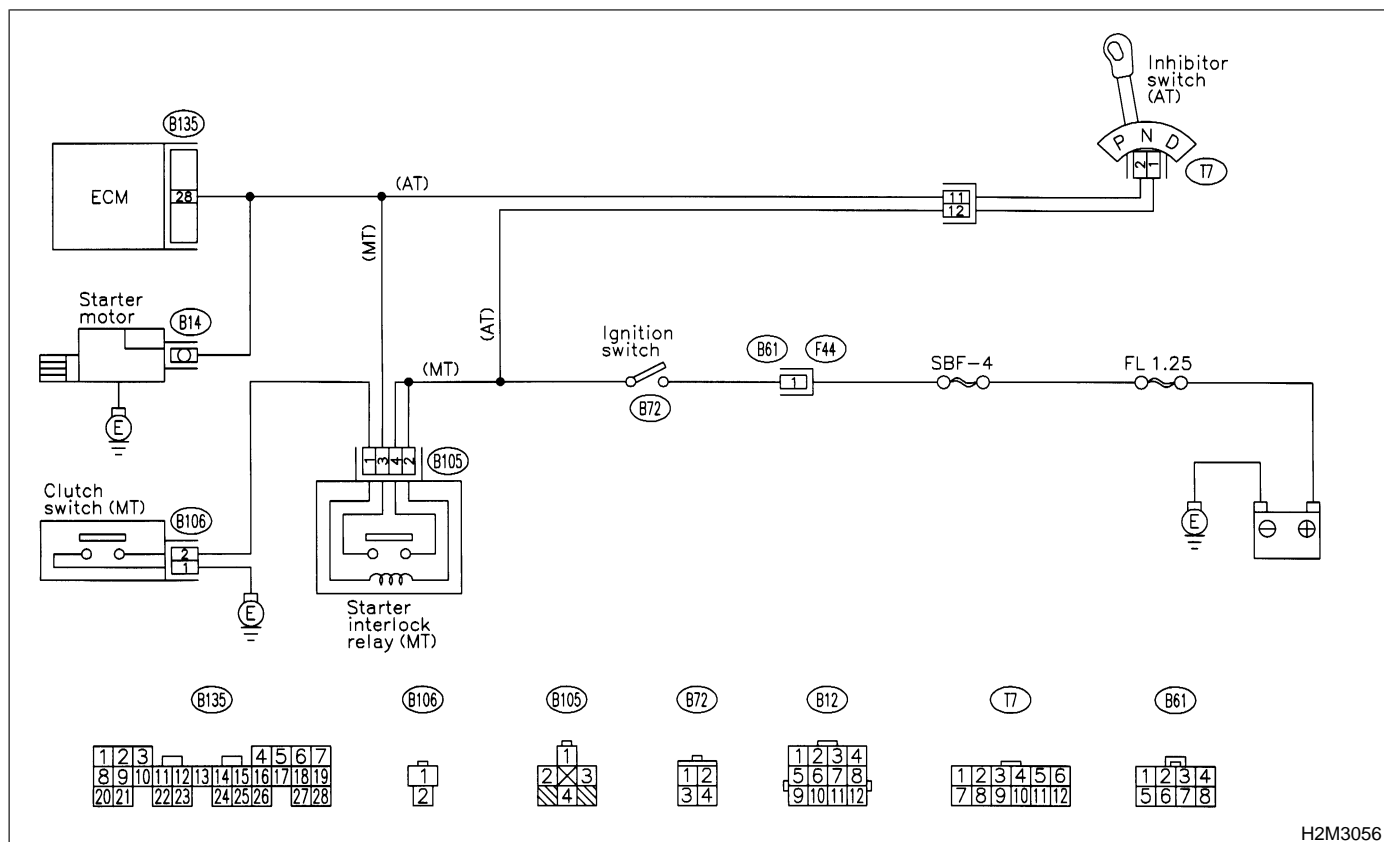 Inhibitor
switch
(AT)
P N D
2 1
T7
B135
ECM
28
(AT)
11
12
(MT)
(AT)
Starter
motor
B14
Ignition
switch
B72
B61
F44
1
SBF-4
FL 1.25
(MT)
E
1 3 4 2
B105
Clutch
switch (MT)
B106
2
1
E
E
Starter
interlock
relay (MT)
B135
B106
B105
B72
B12
T7
B61
1 2 3 4 5 6 7
8 9 10 11 12 13 14 15 16 17 18 19
20 21 22 23 24 25 26 27 28
1
2
1
2 3
4
1 2
3 4
1 2 3 4
5 6 7 8
9 10 11 12
1 2 3 4 5 6
7 8 9 10 11 12
1 2 3 4
5 6 7 8
H2M3056